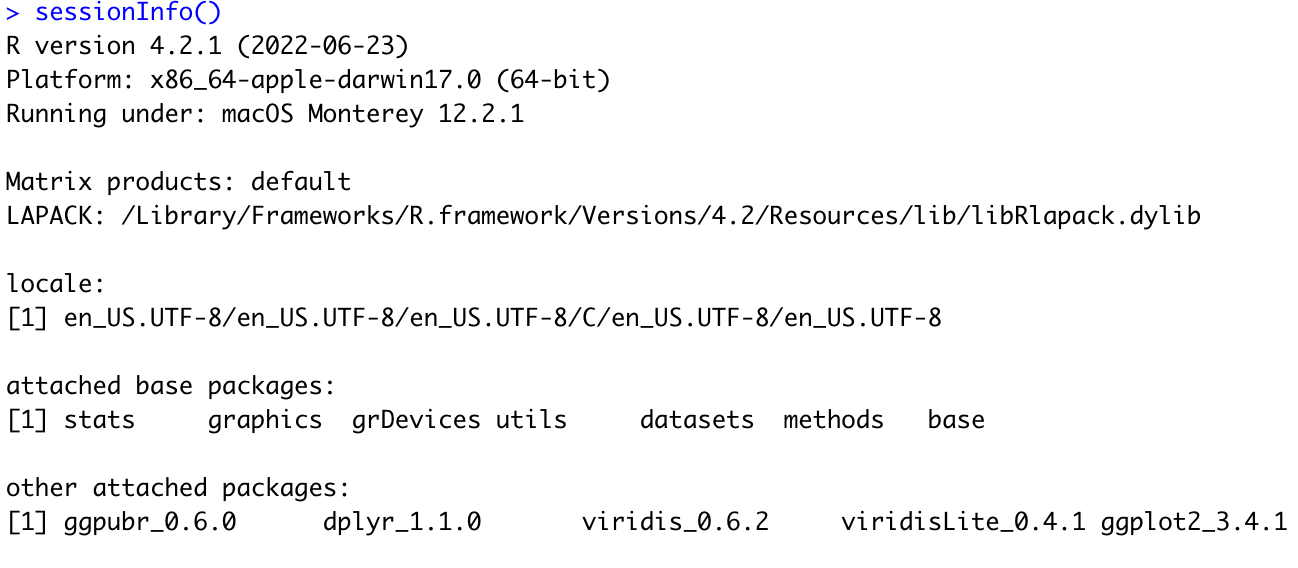 > sessionInfo()
R version 4.2.1 (2022-06-23)
Platform: x86_64-apple-darwin17.0 (64-bit)
Running under: macOS Monterey 12.2.1
Matrix products: default
LAPACK: /Library/Frameworks/R.framework/Versions/4.2/Resources/lib/libRlapack.dylib
locale:
[1] en_US.UTF-8/en_US.UTF-8/en_US.UTF-8/C/en_US.UTF-8/en_US.UTF-8
attached base packages:
[1] stats     graphics  grDevices utils     datasets  methods   base
other attached packages:
[1] ggpubr_0.6.0      dplyr_1.1.0       viridis_0.6.2     viridisLite_0.4.1 ggplot2_3.4.1